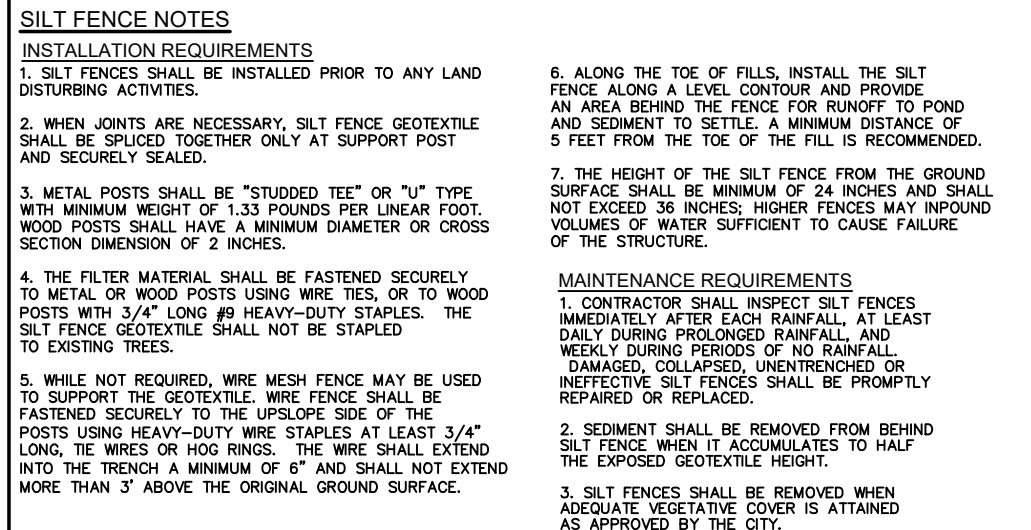 SILT FENCE NOTES
INSTALLATION REQUIREMENTS
1. SILT FENCES SHALL BE INSTALLED PRIOR TO ANY LAND
DISTURBING ACTIVITIES.
2. WHEN JOINTS ARE NECESSARY, SILT FENCE GEOTEXTILE
SHALL BE SPLICED TOGETHER ONLY AT SUPPORT POST
AND SECURELY SEALED.
3. METAL POSTS SHALL BE "STUDDED TEE" OR "U" TYPE
WITH MINIMUM WEIGHT OF 1.33 POUNDS PER LINEAR FOOT.
WOOD POSTS SHALL HAVE A MINIMUM DIAMETER OR CROSS
SECTION DIMENSION OF 2 INCHES.
4. THE FILTER MATERIAL SHALL BE FASTENED SECURELY
TO METAL OR WOOD POSTS USING WIRE TIES, OR TO WOOD
POSTS WITH 3/4" LONG #9 HEAVY-DUTY STAPLES. THE
SILT FENCE GEOTEXTILE SHALL NOT BE STAPLED
TO EXISTING TREES.
5. WHILE NOT REQUIRED, WIRE MESH FENCE MAY BE USED
TO SUPPORT THE GEOTEXTILE. WIRE FENCE SHALL BE
FASTENED SECURELY TO THE UPSLOPE SIDE OF THE
POSTS USING HEAVY-DUTY WIRE STAPLES AT LEAST 3/4"
LONG, TIE WIRES OR HOG RINGS. THE WIRE SHALL EXTEND
INTO THE TRENCH A MINIMUM OF 6" AND SHALL NOT EXTEND
MORE THAN 3' ABOVE THE ORIGINAL GROUND SURFACE.
6. ALONG THE TOE OF FILLS, INSTALL THE SILT
FENCE ALONG A LEVEL CONTOUR AND PROVIDE
AN AREA BEHIND THE FENCE FOR RUNOFF TO POND
AND SEDIMENT TO SETTLE. A MINIMUM DISTANCE OF
5 FEET FROM THE TOE OF THE FILL IS RECOMMENDED.
7. THE HEIGHT OF THE SILT FENCE FROM THE GROUND
SURFACE SHALL BE MINIMUM OF 24 INCHES AND SHALL
NOT EXCEED 36 INCHES; HIGHER FENCES MAY INPOUND
VOLUMES OF WATER SUFFICIENT TO CAUSE FAILURE
OF THE STRUCTURE.
MAINTENANCE REQUIREMENTS
1. CONTRACTOR SHALL INSPECT SILT FENCES
IMMEDIATELY AFTER EACH RAINFALL, AT LEAST
DAILY DURING PROLONGED RAINFALL, AND
WEEKLY DURING PERIODS OF NO RAINFALL.
DAMAGED, COLLAPSED, UNENTRENCHED OR
INEFFECTIVE SILT FENCES SHALL BE PROMPTLY
REPAIRED OR REPLACED.
2. SEDIMENT SHALL BE REMOVED FROM BEHIND
SILT FENCE WHEN IT ACCUMULATES TO HALF
THE EXPOSED GEOTEXTILE HEIGHT.
3. SILT FENCES SHALL BE REMOVED WHEN
ADEQUATE VEGETATIVE COVER IS ATTAINED
AS APPROVED BY THE CITY.